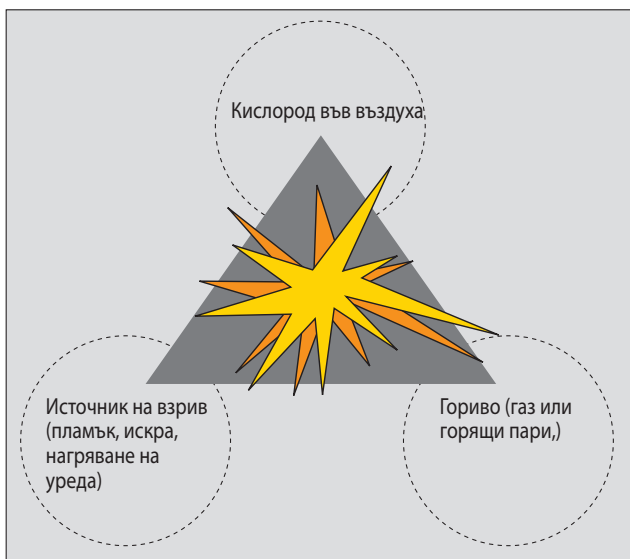 Кислород във въздуха
Източник на взрив
(пламък, искра,
нагряване на
уреда)
Гориво (газ или
горящи пари,)